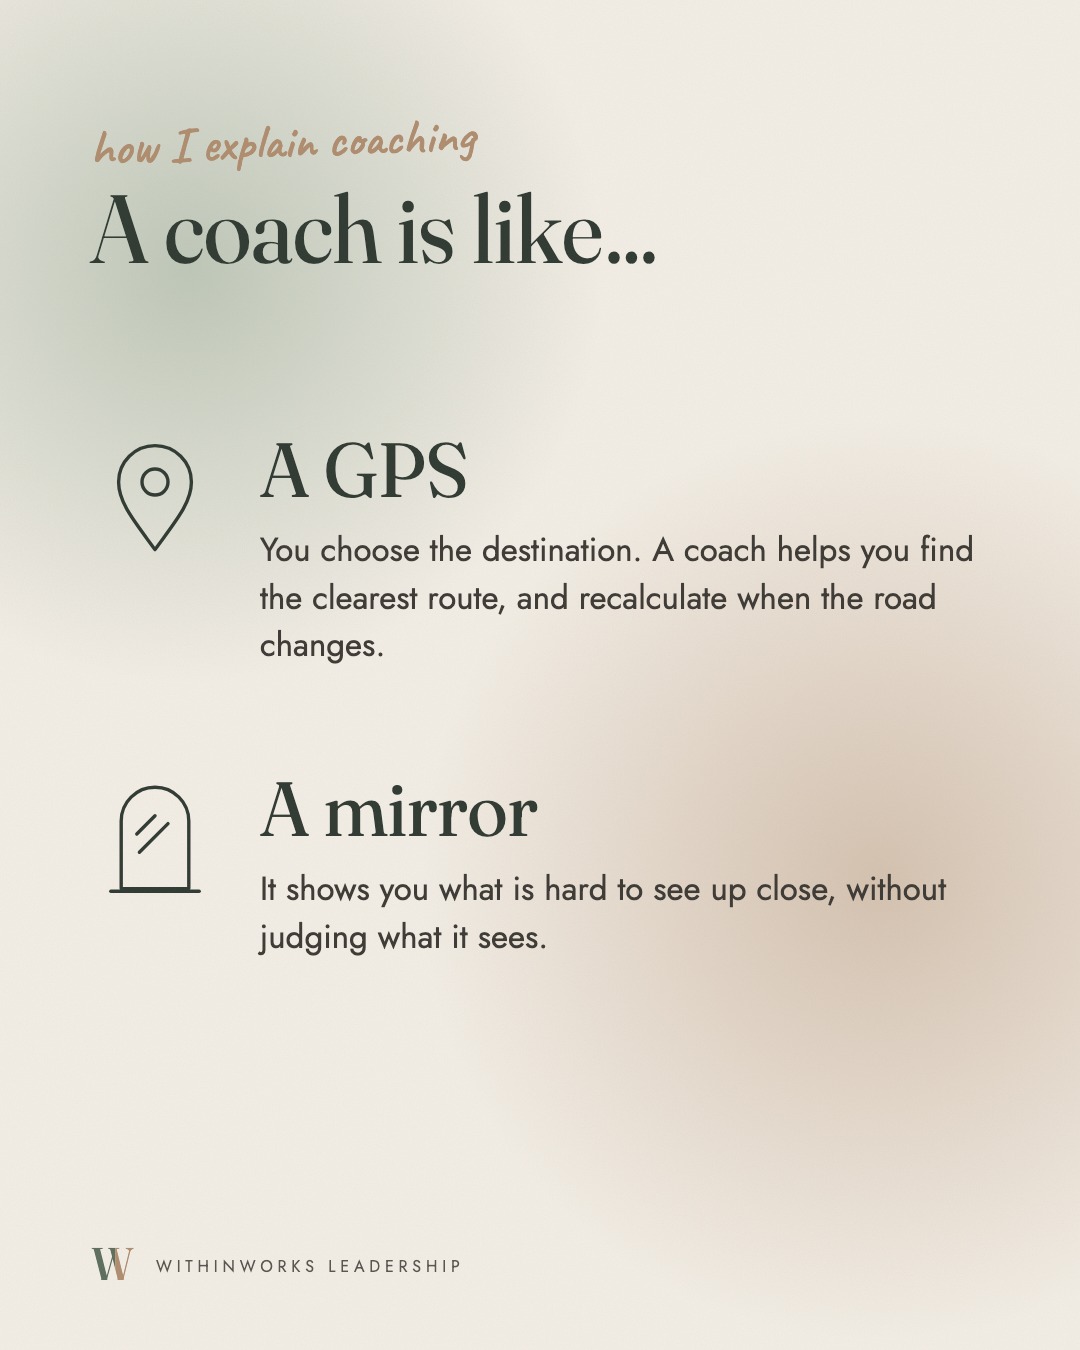 how I explain coaching
A coach is like...
A GPS
You choose the destination. A coach helps you find
the clearest route, and recalculate when the road
changes.
A mirror
It shows you what is hard to see up close, without
judging what it sees.
W WITHINWORKS LEADERSHIP